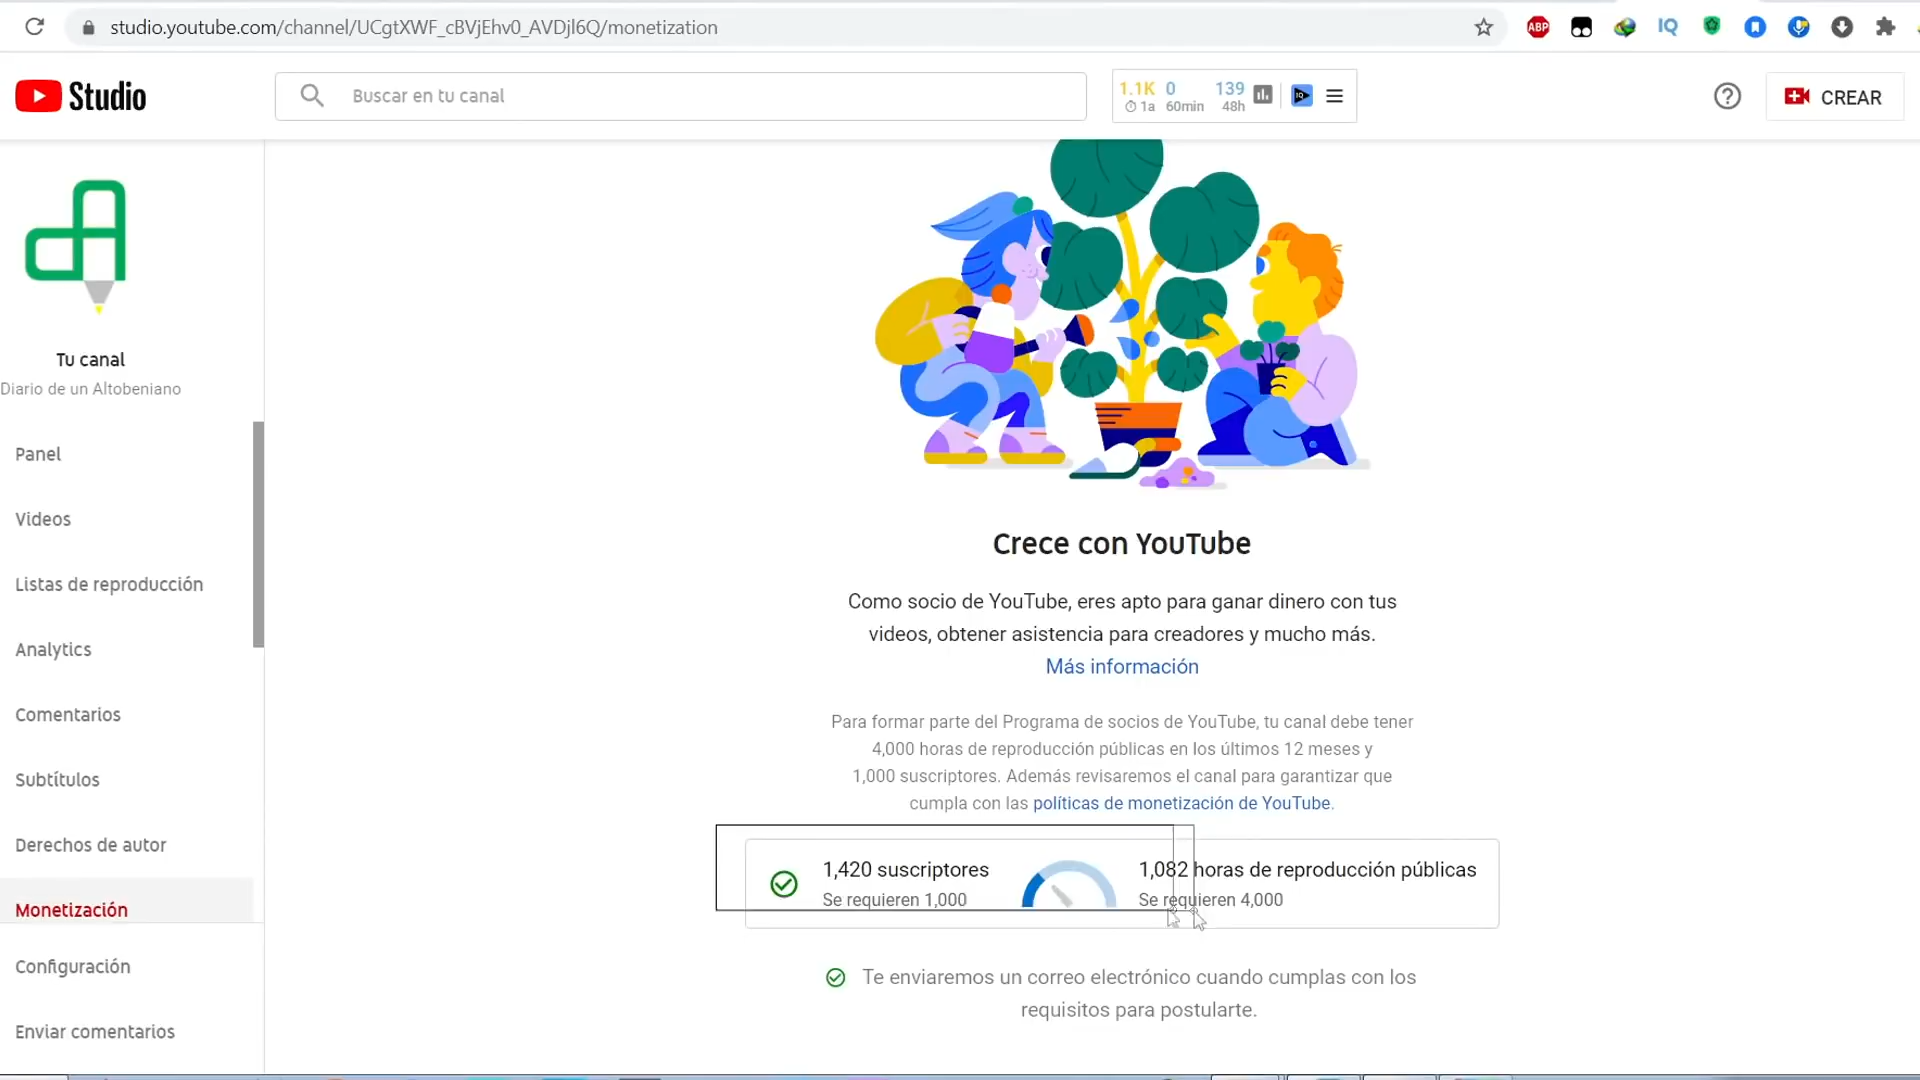 studio.youtube.com/channel/UCgtXWF_cBVjEhv0_AVDjl6Q/monetization
ABP
IQ
Studio
Buscar en tu canal
1.1K 0 139
1a 60min 48h
CREAR
Tu canal
Diario de un Altobeniano
Panel
Videos
Listas de reproducción
Analytics
Comentarios
Subtítulos
Derechos de autor
Monetización
Configuración
Enviar comentarios
Crece con YouTube
Como socio de YouTube, eres apto para ganar dinero con tus
videos, obtener asistencia para creadores y mucho más.
Más información
Para formar parte del Programa de socios de YouTube, tu canal debe tener
4,000 horas de reproducción públicas en los últimos 12 meses y
1,000 suscriptores. Además revisaremos el canal para garantizar que
cumpla con las políticas de monetización de YouTube.
1,420 suscriptores
Se requieren 1,000
1,082 horas de reproducción públicas
Se requieren 4,000
Te enviaremos un correo electrónico cuando cumplas con los
requisitos para postularte.